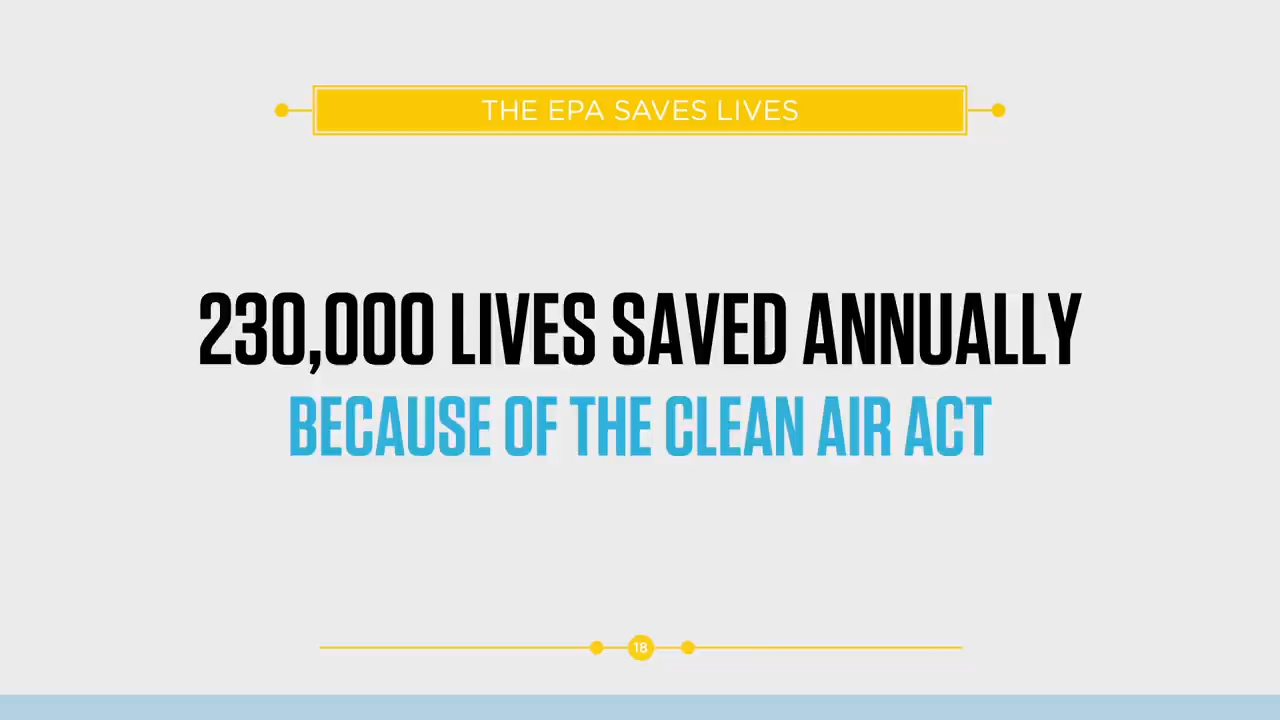 THE EPA SAVES LIVES
230,000 LIVES SAVED ANNUALLY
BECAUSE OF THE CLEAN AIR ACT
18